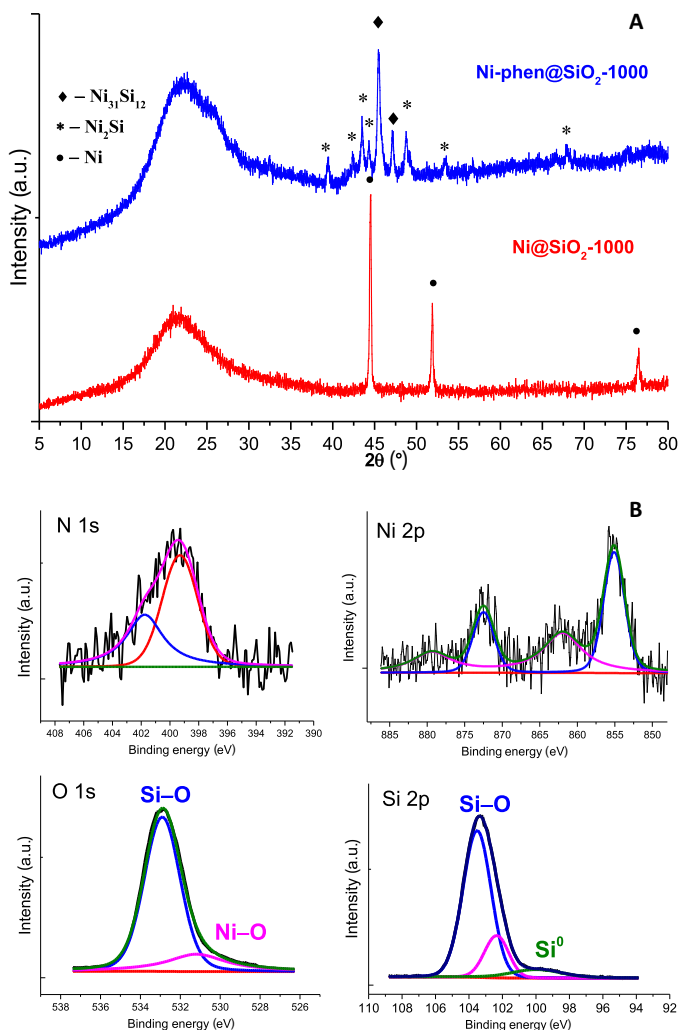 A
Ni-phen@SiO₂-1000
♦ – Ni₃₁Si₁₂
* – Ni₂Si
● – Ni
Ni@SiO₂-1000
Intensity (a.u.)
5 10 15 20 25 30 35 40 45 50 55 60 65 70 75 80
2θ (°)
B
N 1s
Intensity (a.u.)
408 406 404 402 400 398 396 394 392 390
Binding energy (eV)
Ni 2p
Intensity (a.u.)
885 880 875 870 865 860 855 850
Binding energy (eV)
O 1s
Si–O
Ni–O
Intensity (a.u.)
538 536 534 532 530 528 526
Binding energy (eV)
Si 2p
Si–O
Si⁰
Intensity (a.u.)
110 108 106 104 102 100 98 96 94 92
Binding energy (eV)